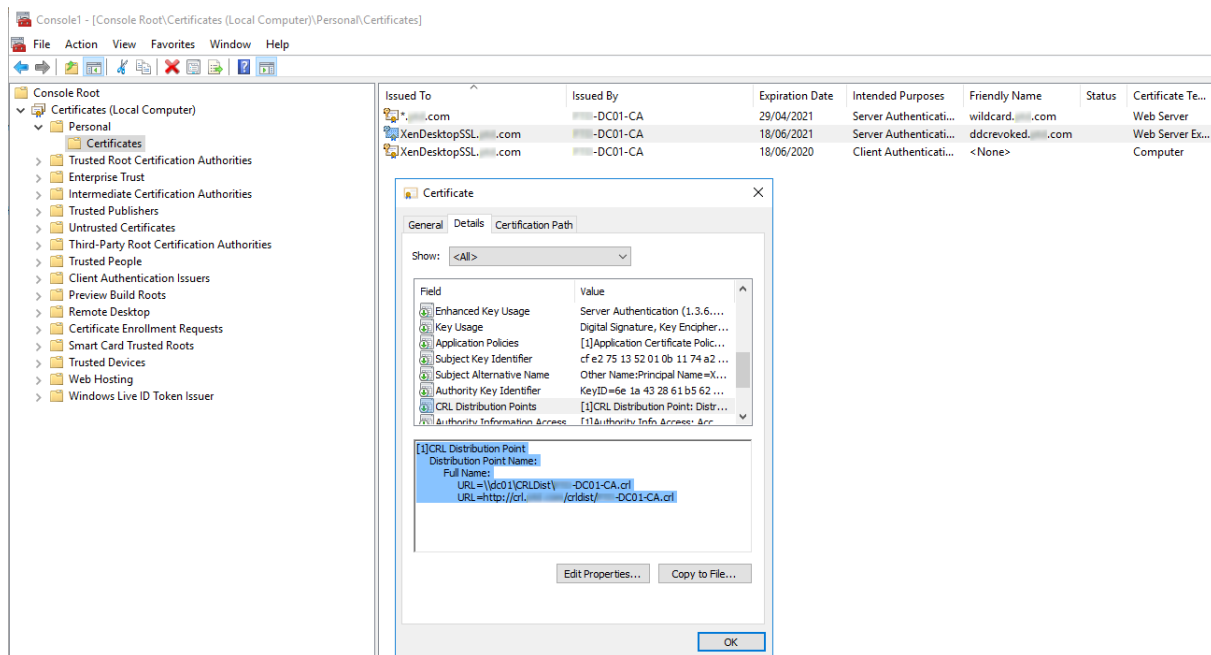 Console1 - [Console Root\Certificates (Local Computer)\Personal\Certificates]
File Action View Favorites Window Help
Console Root
Certificates (Local Computer)
Personal
Certificates
Trusted Root Certification Authorities
Enterprise Trust
Intermediate Certification Authorities
Trusted Publishers
Untrusted Certificates
Third-Party Root Certification Authorities
Trusted People
Client Authentication Issuers
Preview Build Roots
Remote Desktop
Certificate Enrollment Requests
Smart Card Trusted Roots
Trusted Devices
Web Hosting
Windows Live ID Token Issuer
Issued To Issued By Expiration Date Intended Purposes Friendly Name Status Certificate Te...
*. .com -DC01-CA 29/04/2021 Server Authenticati... wildcard. .com Web Server
XenDesktopSSL. .com -DC01-CA 18/06/2021 Server Authenticati... ddcrevoked. .com Web Server Ex...
XenDesktopSSL. .com -DC01-CA 18/06/2020 Client Authenticati... <None> Computer
Certificate
General Details Certification Path
Show: <All>
Field Value
Enhanced Key Usage Server Authentication (1.3.6....
Key Usage Digital Signature, Key Encipher...
Application Policies [1]Application Certificate Polic...
Subject Key Identifier cf e2 75 13 52 01 0b 11 74 a2 ...
Subject Alternative Name Other Name:Principal Name=X...
Authority Key Identifier KeyID=6e 1a 43 28 61 b5 62 ...
CRL Distribution Points [1]CRL Distribution Point: Distr...
Authority Information Access [1]Authority Info Access: Acc...
[1]CRL Distribution Point
Distribution Point Name:
Full Name:
URL=\\dc01\CRLDist\ -DC01-CA.crl
URL=http://crl. /crldist/ -DC01-CA.crl
Edit Properties... Copy to File...
OK